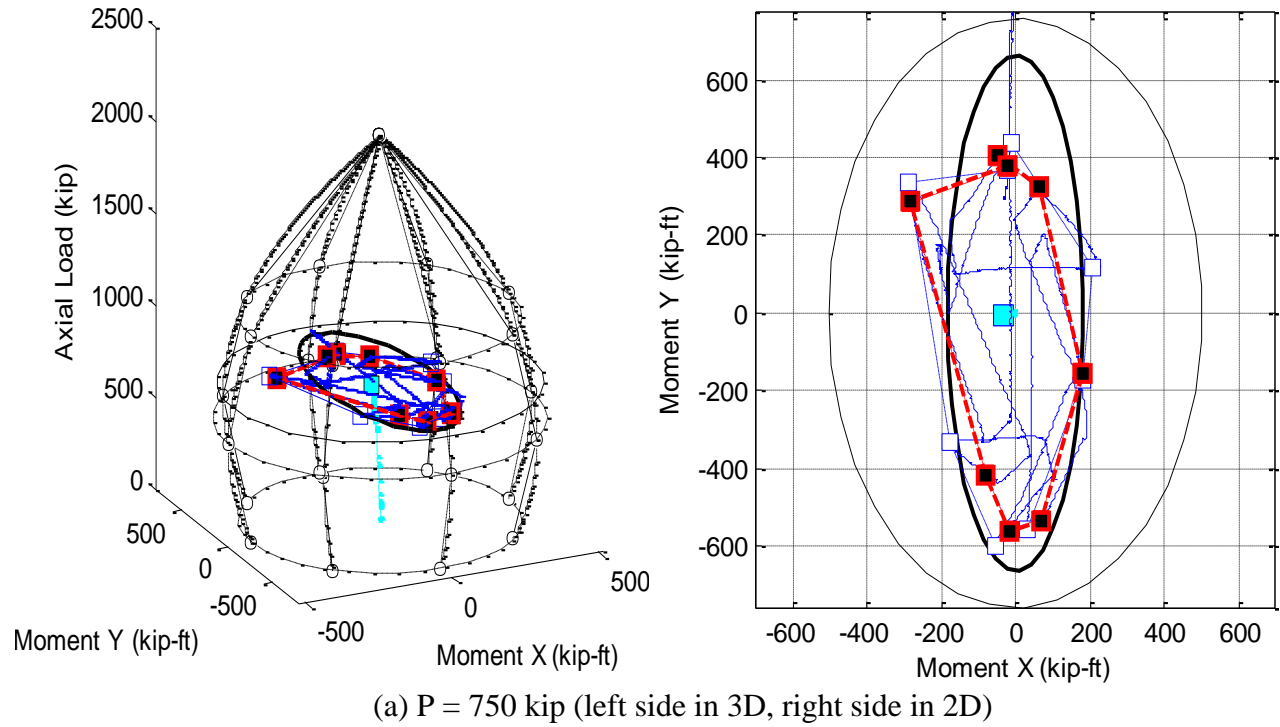 2500
2000
1500
1000
500
0
Axial Load (kip)
500
0
-500
Moment Y (kip-ft)
-500
0
500
Moment X (kip-ft)
600
400
200
0
-200
-400
-600
Moment Y (kip-ft)
-600 -400 -200 0 200 400 600
Moment X (kip-ft)
(a) P = 750 kip (left side in 3D, right side in 2D)